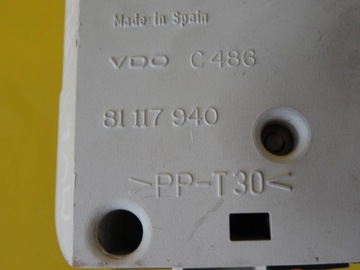 Made in Spain
VDO C486
81 117 940
>PP-T30<